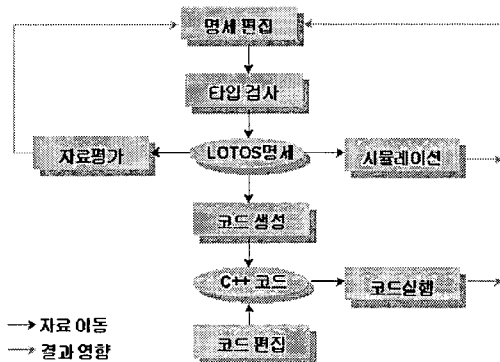 명세 편집
타입 검사
자료평가
LOTOS명세
시뮬레이션
코드 생성
C++ 코드
코드실행
코드 편집
자료 이동
결과 영향